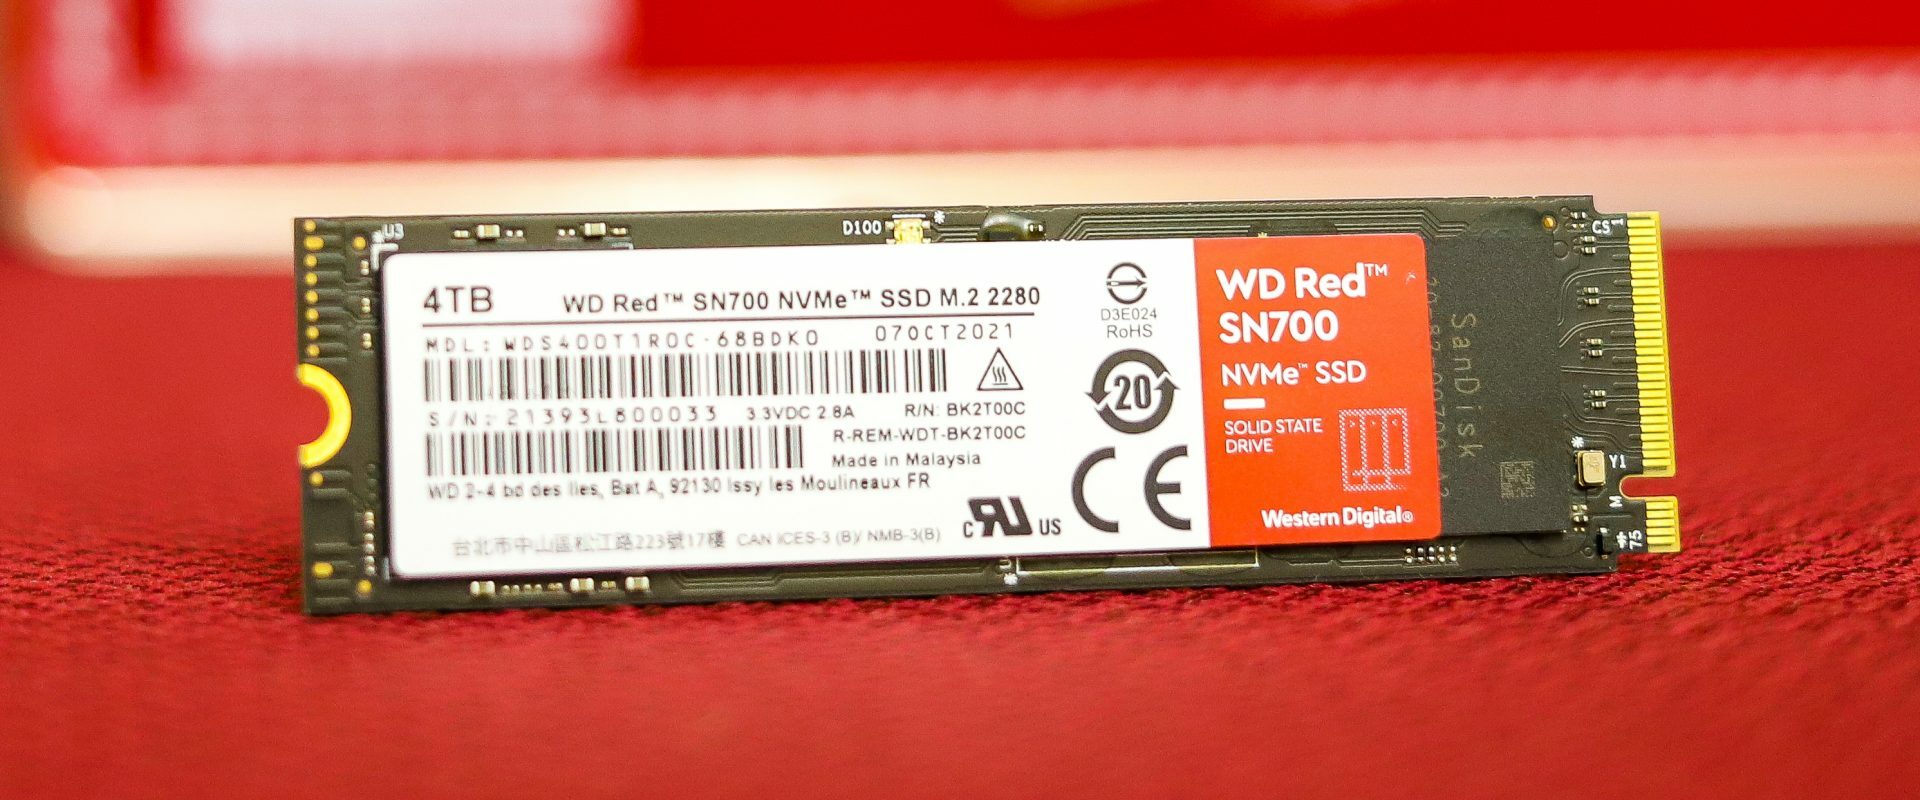 U3
D100
*
4TB WD Red™ SN700 NVMe™ SSD M.2 2280
MDL: WDS400T1R0C-68BDK0 07OCT2021
S/N: 21393L800033 3.3VDC 2.8A R/N: BK2T00C
R-REM-WDT-BK2T00C
Made in Malaysia
WD 2-4 bd des Iles, Bat A, 92130 Issy les Moulineaux FR
台北市中山區松江路223號17樓 CAN ICES-3 (B)/ NMB-3(B)
D3E024
RoHS
20
CE
c RU US
WD Red™
SN700
NVMe™ SSD
SOLID STATE
DRIVE
Western Digital®
SanDisk
CS 1
*
Y1
M
* 75